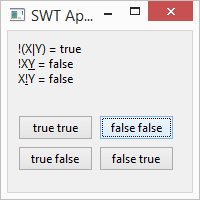 SWT Ap...
!(X|Y) = true
!XY = false
X!Y = false
true true
false false
true false
false true